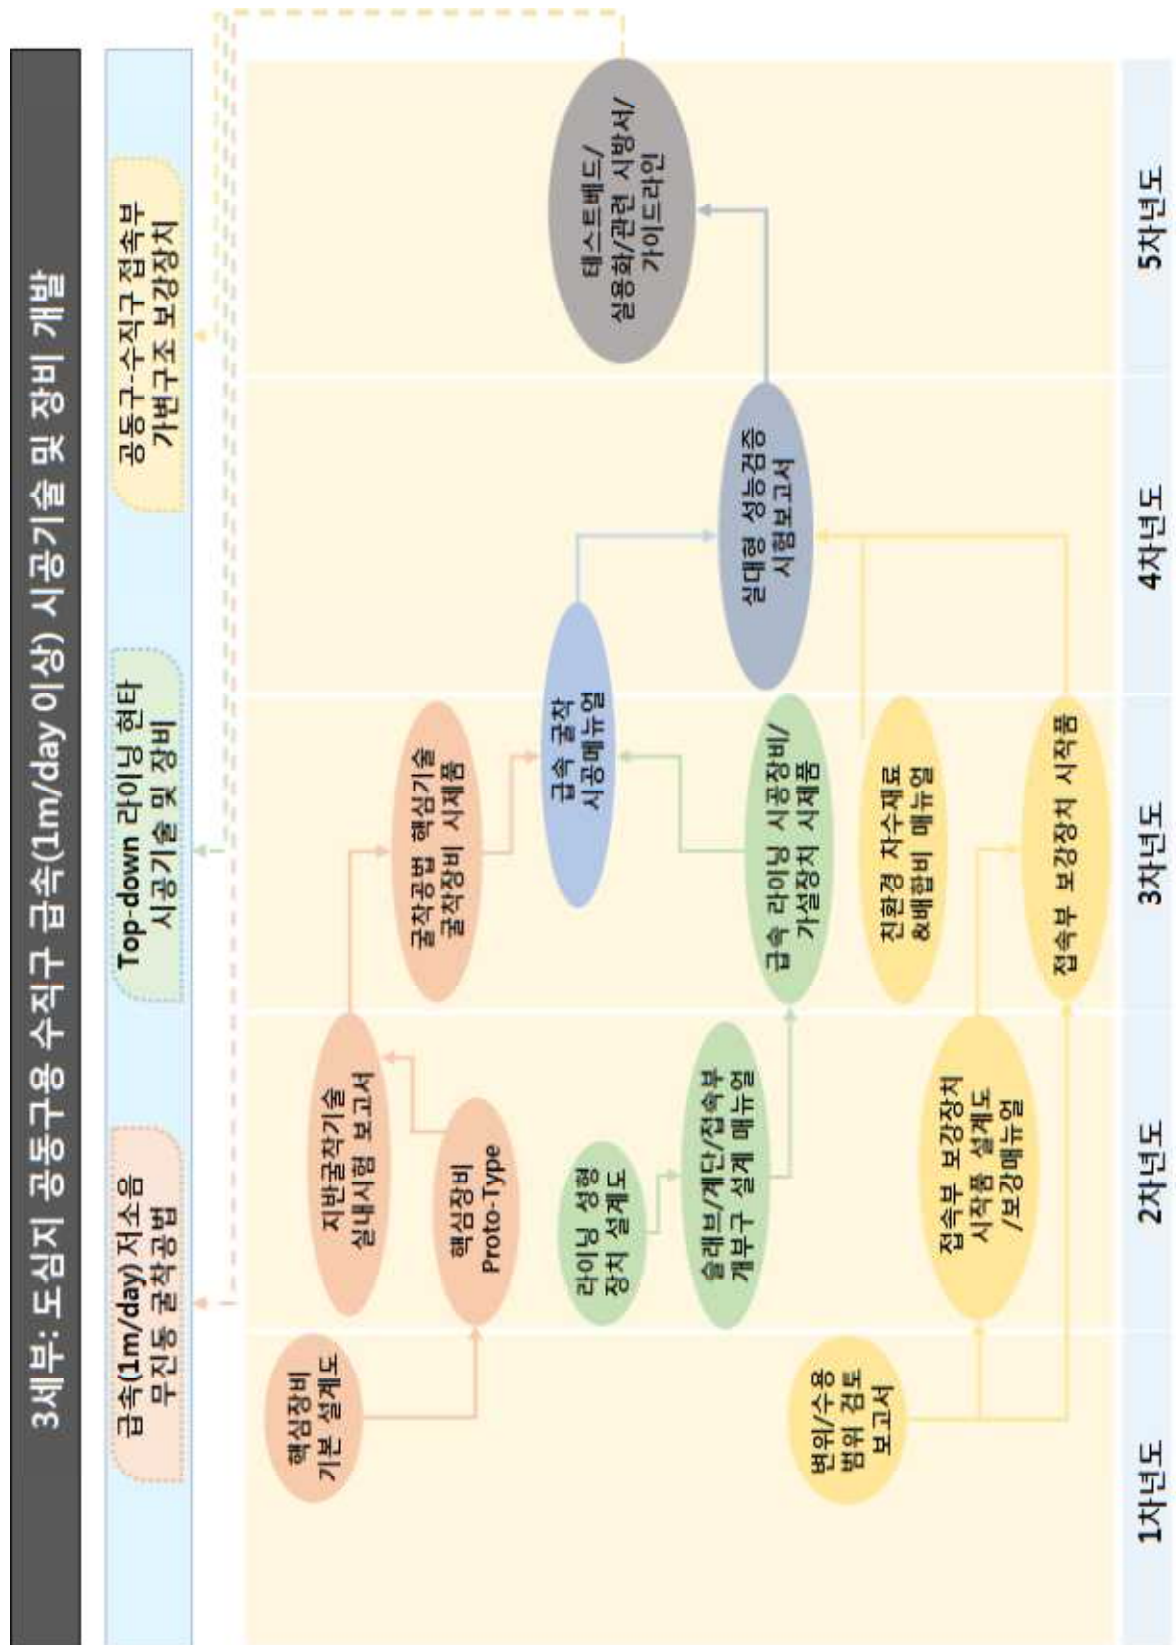 3세부: 도심지 공동구용 수직구 급속(1m/day 이상) 시공기술 및 장비 개발
급속(1m/day) 저소음
무진동 굴착공법
Top-down 라이닝 현타
시공기술 및 장비
공동구-수직구 접속부
가변구조 보강장치
핵심장비
기본 설계도
변위/수용
범위 검토
보고서
지반굴착기술
실내시험 보고서
핵심장비
Proto-Type
라이닝 성형
장치 설계도
슬래브/계단/접속부
개부구 설계 매뉴얼
접속부 보강장치
시작품 설계도
/보강매뉴얼
굴착공법 핵심기술
굴착장비 시제품
급속 굴착
시공메뉴얼
급속 라이닝 시공장비/
가설장치 시제품
친환경 차수재료
&배합비 매뉴얼
접속부 보강장치 시작품
실대형 성능검증
시험보고서
테스트베드/
실용화/관련 시방서/
가이드라인
1차년도
2차년도
3차년도
4차년도
5차년도